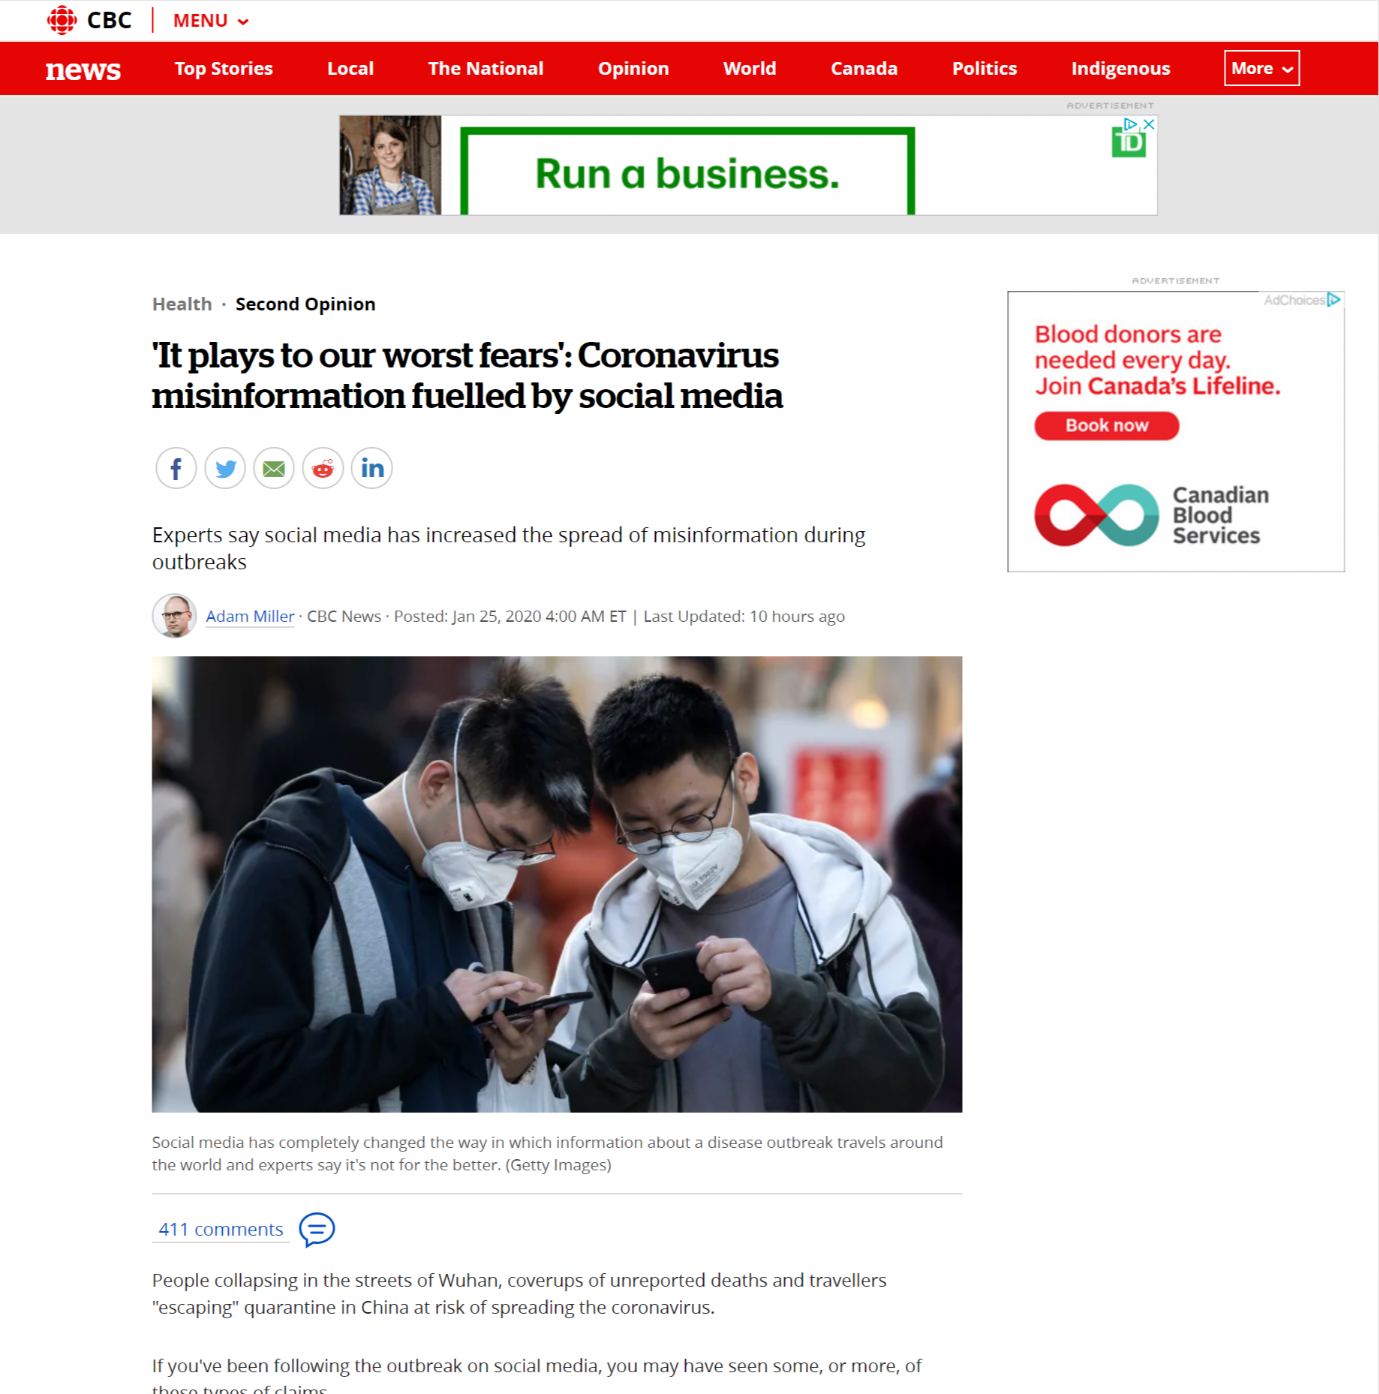 CBC
MENU
news
Top Stories
Local
The National
Opinion
World
Canada
Politics
Indigenous
More
ADVERTISEMENT
Run a business.
TD
Health · Second Opinion
'It plays to our worst fears': Coronavirus
misinformation fuelled by social media
Experts say social media has increased the spread of misinformation during
outbreaks
Adam Miller · CBC News · Posted: Jan 25, 2020 4:00 AM ET | Last Updated: 10 hours ago
ADVERTISEMENT
AdChoices
Blood donors are
needed every day.
Join Canada's Lifeline.
Book now
Canadian
Blood
Services
Social media has completely changed the way in which information about a disease outbreak travels around
the world and experts say it's not for the better. (Getty Images)
411 comments
People collapsing in the streets of Wuhan, coverups of unreported deaths and travellers
"escaping" quarantine in China at risk of spreading the coronavirus.
If you've been following the outbreak on social media, you may have seen some, or more, of
these types of claims.